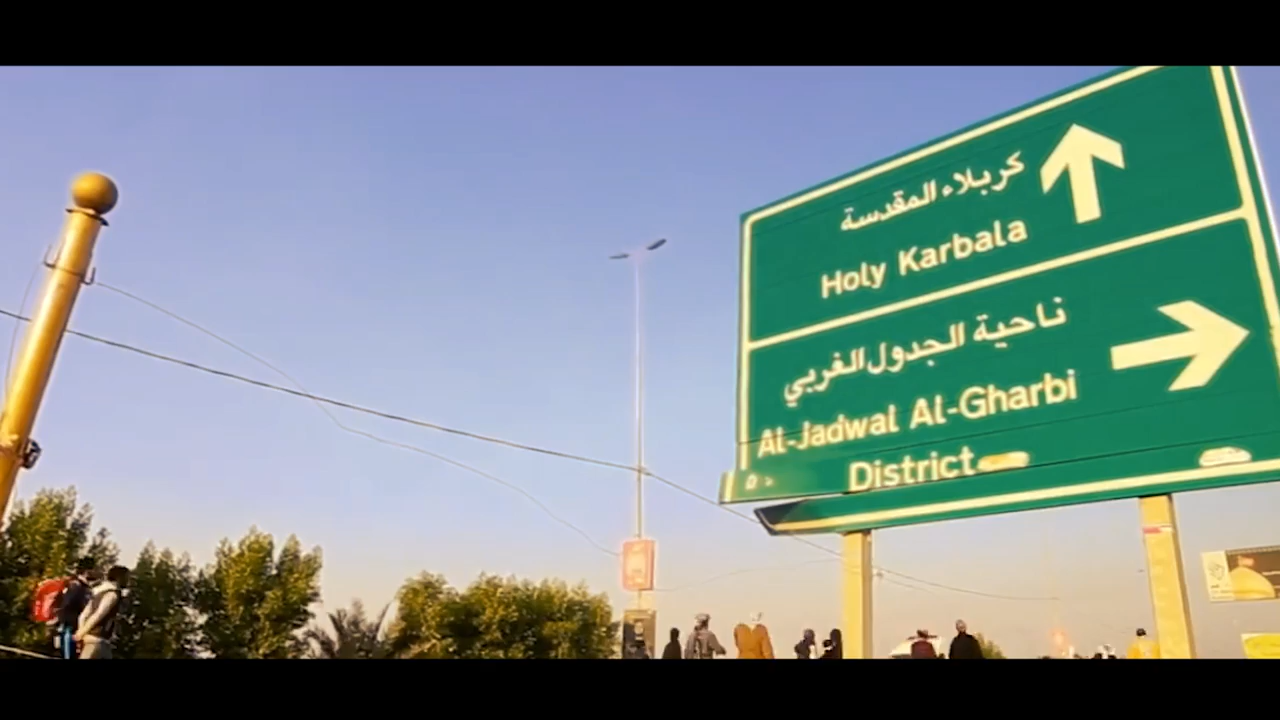 كربلاء المقدسة
Holy Karbala
ناحية الجدول الغربي
Al-Jadwal Al-Gharbi
District